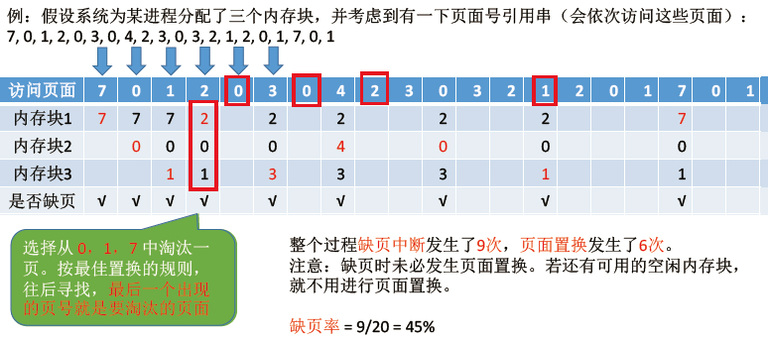 例：假设系统为某进程分配了三个内存块，并考虑到有一下页面号引用串（会依次访问这些页面）：
7, 0, 1, 2, 0, 3, 0, 4, 2, 3, 0, 3, 2, 1, 2, 0, 1, 7, 0, 1
访问页面 7 0 1 2 0 3 0 4 2 3 0 3 2 1 2 0 1 7 0 1
内存块1 7 7 7 2 2 2 2 2 7
内存块2 0 0 0 0 4 0 0 0
内存块3 1 1 3 3 3 1 1
是否缺页 √ √ √ √ √ √ √ √ √
选择从 0，1，7 中淘汰一
页。按最佳置换的规则，
往后寻找，最后一个出现
的页号就是要淘汰的页面
整个过程缺页中断发生了9次，页面置换发生了6次。
注意：缺页时未必发生页面置换。若还有可用的空闲内存块，
就不用进行页面置换。
缺页率 = 9/20 = 45%